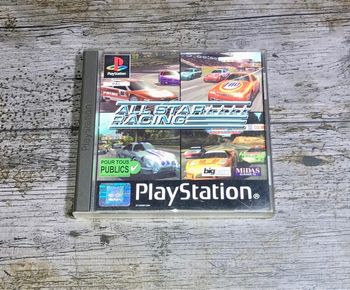 PlayStation
ALL STAR
RACING
POUR TOUS
PUBLICS
big
MIDAS
PlayStation